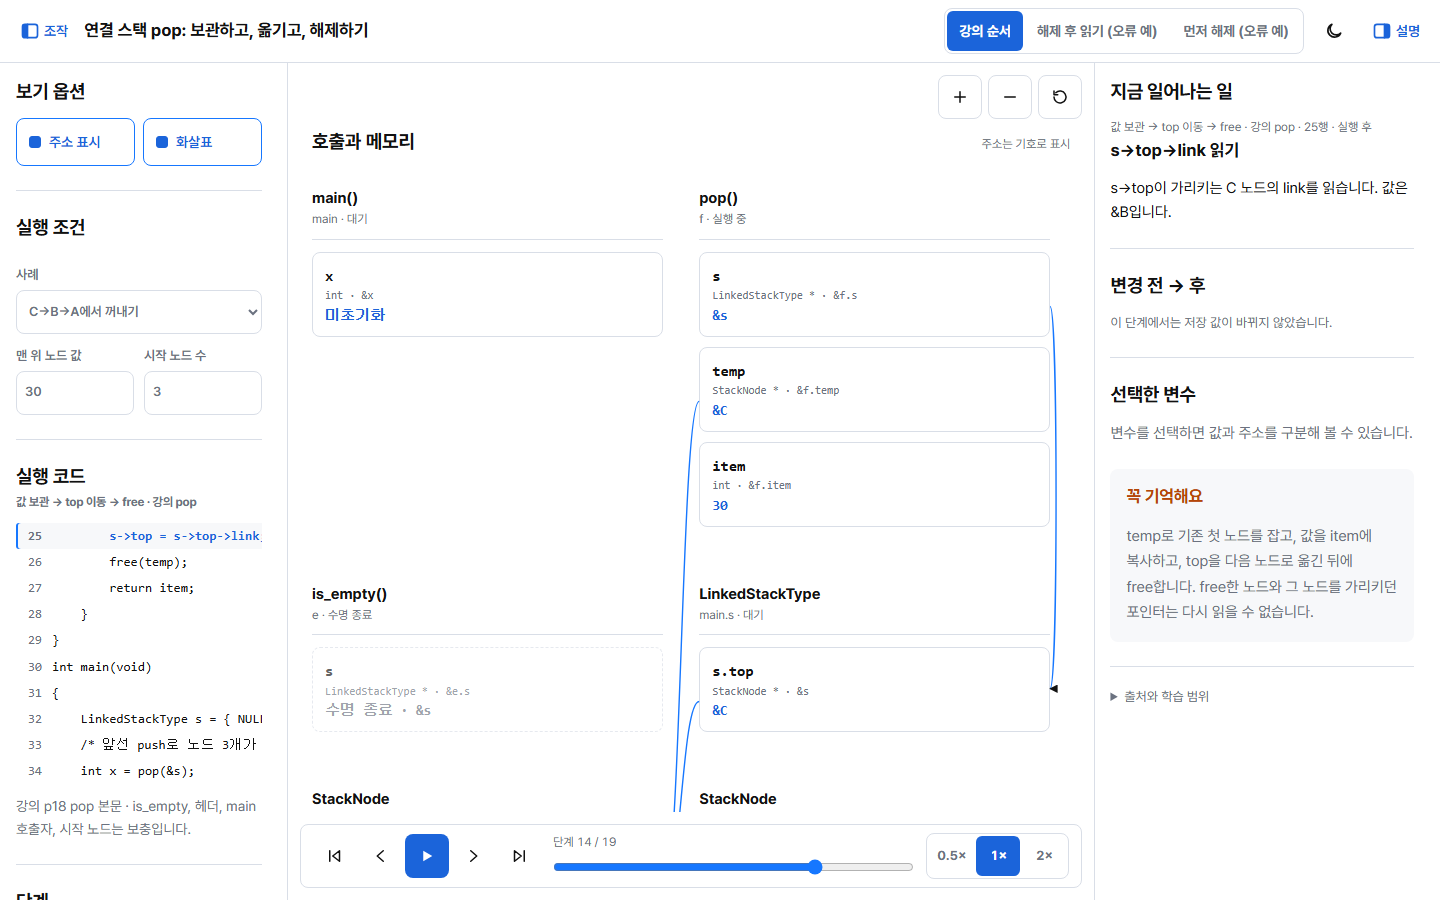 조작
연결 스택 pop: 보관하고, 옮기고, 해제하기
강의 순서
해제 후 읽기 (오류 예)
먼저 해제 (오류 예)
설명
보기 옵션
주소 표시
화살표
실행 조건
사례
C→B→A에서 꺼내기
맨 위 노드 값
시작 노드 수
30
3
실행 코드
값 보관 → top 이동 → free · 강의 pop
25 s->top = s->top->link
26 free(temp);
27 return item;
28 }
29 }
30 int main(void)
31 {
32 LinkedStackType s = { NULL
33 /* 앞선 push로 노드 3개가
34 int x = pop(&s);
강의 p18 pop 본문 · is_empty, 헤더, main
호출자, 시작 노드는 보충입니다.
단계
호출과 메모리
주소는 기호로 표시
main()
main · 대기
x
int · &x
미초기화
pop()
f · 실행 중
s
LinkedStackType * · &f.s
&s
temp
StackNode * · &f.temp
&C
item
int · &f.item
30
is_empty()
e · 수명 종료
s
LinkedStackType * · &e.s
수명 종료 · &s
LinkedStackType
main.s · 대기
s.top
StackNode * · &s
&C
StackNode
StackNode
단계 14 / 19
0.5×
1×
2×
지금 일어나는 일
값 보관 → top 이동 → free · 강의 pop · 25행 · 실행 후
s→top→link 읽기
s→top이 가리키는 C 노드의 link를 읽습니다. 값은
&B입니다.
변경 전 → 후
이 단계에서는 저장 값이 바뀌지 않았습니다.
선택한 변수
변수를 선택하면 값과 주소를 구분해 볼 수 있습니다.
꼭 기억해요
temp로 기존 첫 노드를 잡고, 값을 item에
복사하고, top을 다음 노드로 옮긴 뒤에
free합니다. free한 노드와 그 노드를 가리키던
포인터는 다시 읽을 수 없습니다.
출처와 학습 범위